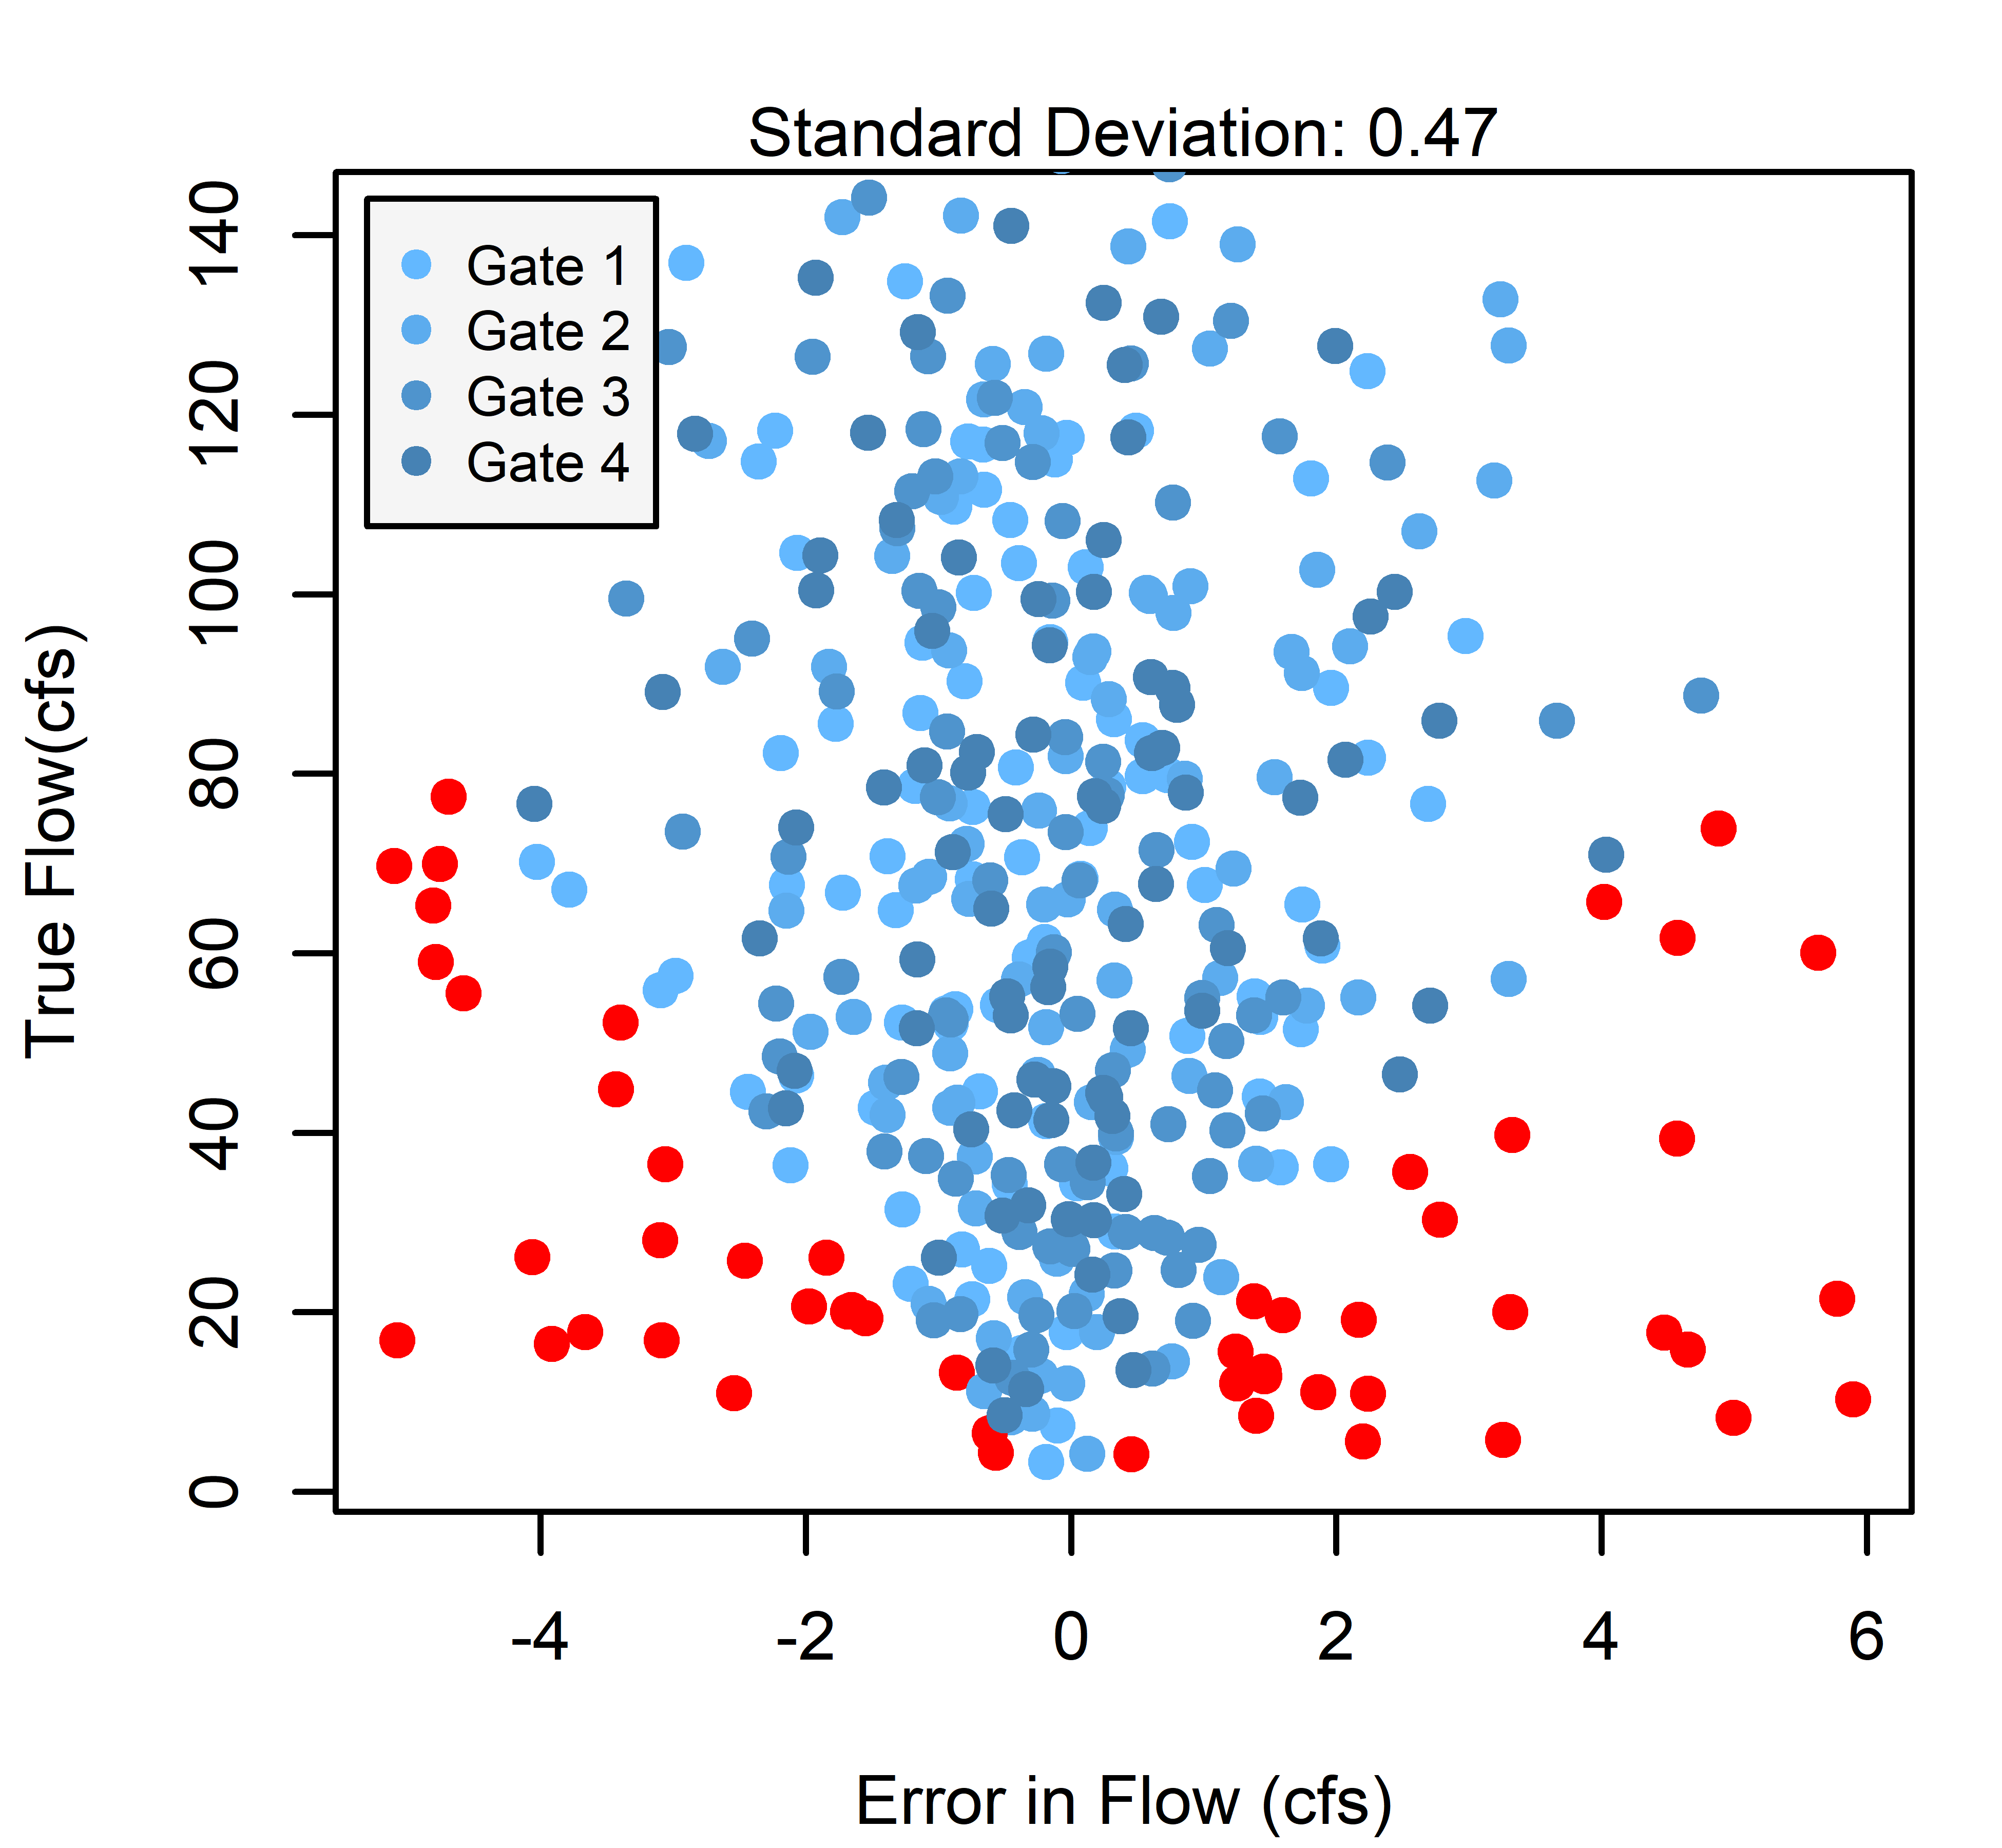 Standard Deviation: 0.47
Gate 1
Gate 2
Gate 3
Gate 4
True Flow(cfs)
140
120
100
80
60
40
20
0
-4 -2 0 2 4 6
Error in Flow (cfs)